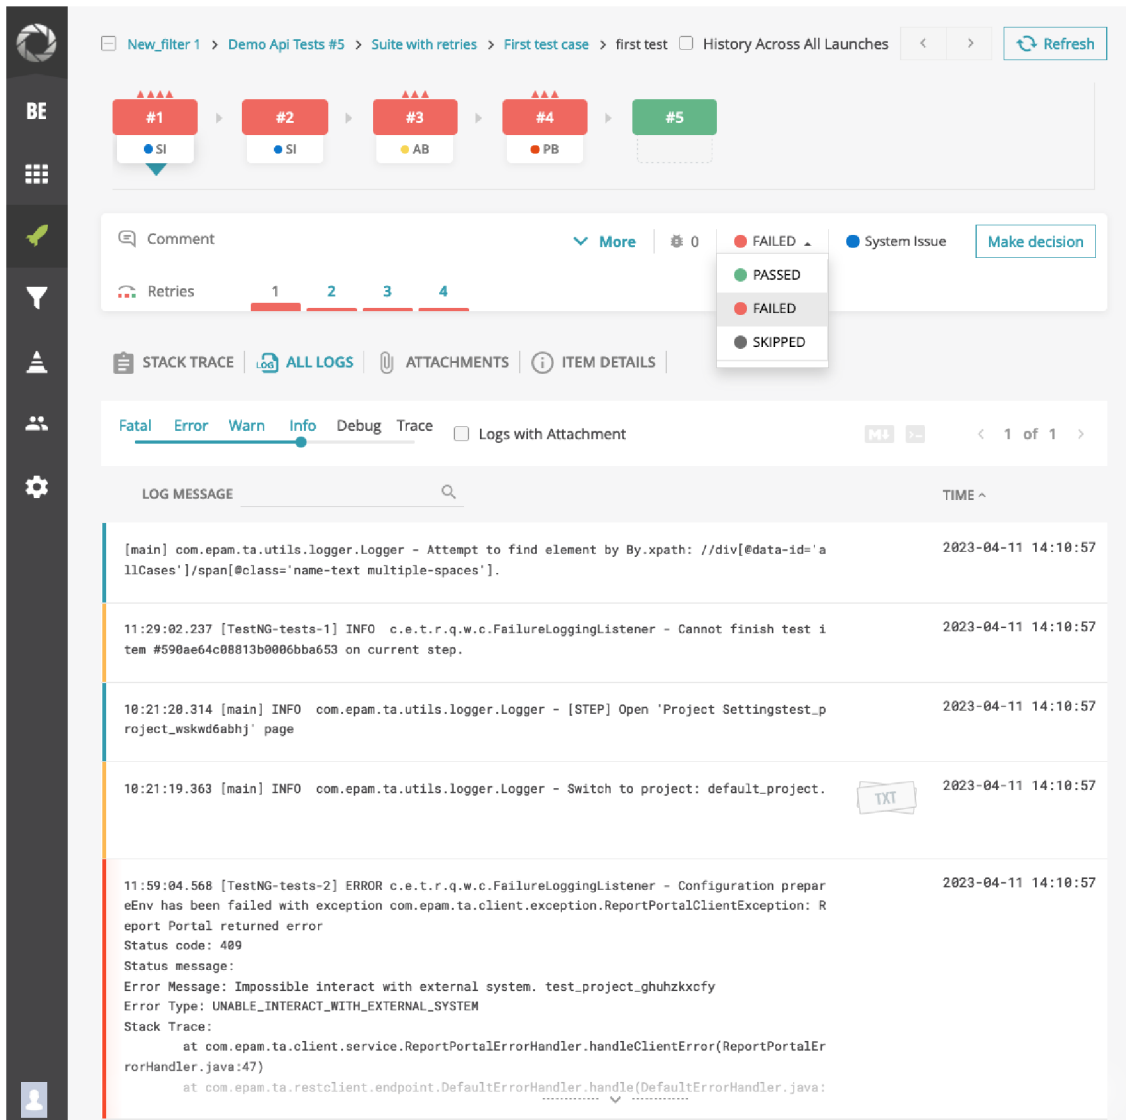 New_filter 1 > Demo Api Tests #5 > Suite with retries > First test case > first test History Across All Launches < > Refresh
BE
#1 #2 #3 #4 #5
SI SI AB PB
Comment More 0 FAILED System Issue Make decision
PASSED
FAILED
SKIPPED
Retries 1 2 3 4
STACK TRACE LOG ALL LOGS ATTACHMENTS ITEM DETAILS
Fatal Error Warn Info Debug Trace Logs with Attachment M↓ >- < 1 of 1 >
LOG MESSAGE TIME
[main] com.epam.ta.utils.logger.Logger - Attempt to find element by By.xpath: //div[@data-id='a 2023-04-11 14:10:57
llCases']/span[@class='name-text multiple-spaces'].
11:29:02.237 [TestNG-tests-1] INFO c.e.t.r.q.w.c.FailureLoggingListener - Cannot finish test i 2023-04-11 14:10:57
tem #590ae64c08813b0006bba653 on current step.
10:21:20.314 [main] INFO com.epam.ta.utils.logger.Logger - [STEP] Open 'Project Settingstest_p 2023-04-11 14:10:57
roject_wskwd6abhj' page
10:21:19.363 [main] INFO com.epam.ta.utils.logger.Logger - Switch to project: default_project. TXT 2023-04-11 14:10:57
11:59:04.568 [TestNG-tests-2] ERROR c.e.t.r.q.w.c.FailureLoggingListener - Configuration prepar 2023-04-11 14:10:57
eEnv has been failed with exception com.epam.ta.client.exception.ReportPortalClientException: R
eport Portal returned error
Status code: 409
Status message:
Error Message: Impossible interact with external system. test_project_ghuhzkxcfy
Error Type: UNABLE_INTERACT_WITH_EXTERNAL_SYSTEM
Stack Trace:
at com.epam.ta.client.service.ReportPortalErrorHandler.handleClientError(ReportPortalEr
rorHandler.java:47)
at com.epam.ta.restclient.endpoint.DefaultErrorHandler.handle(DefaultErrorHandler.java: